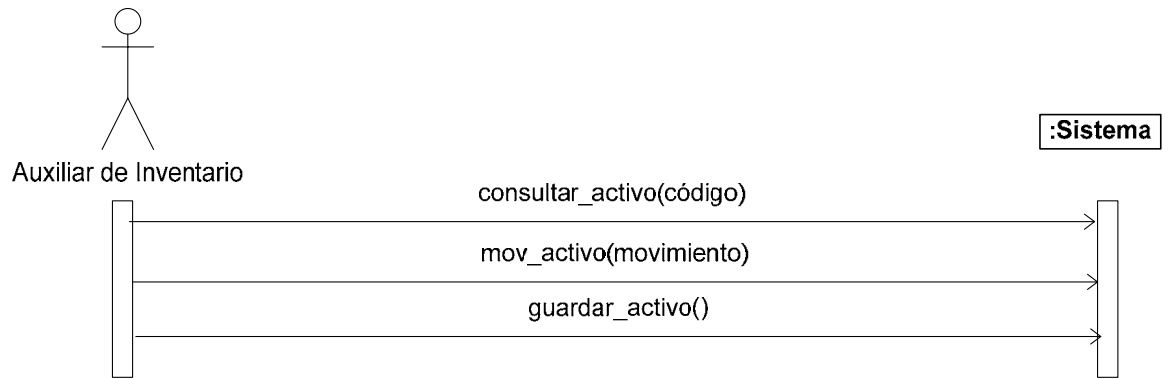 :Sistema
Auxiliar de Inventario
consultar_activo(código)
mov_activo(movimiento)
guardar_activo()